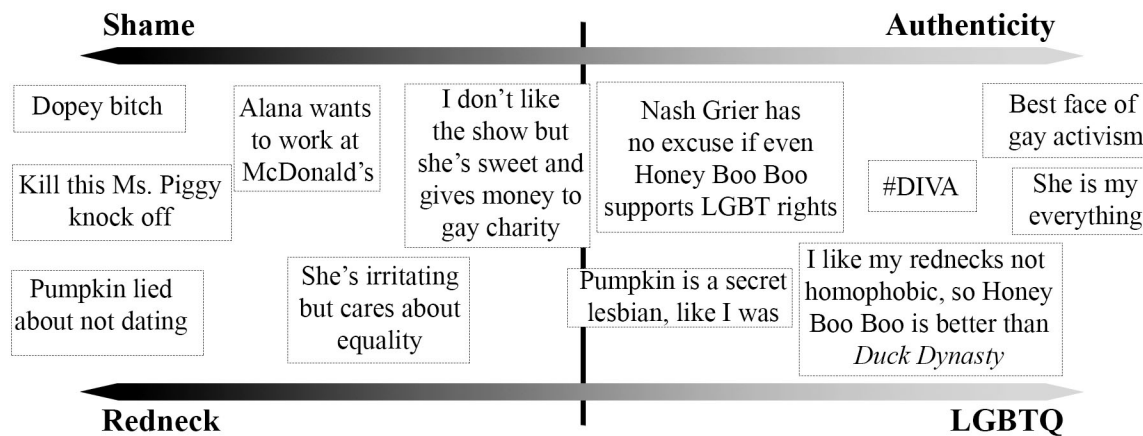 Shame
Authenticity
Dopey bitch
Kill this Ms. Piggy
knock off
Pumpkin lied
about not dating
Alana wants
to work at
McDonald's
She's irritating
but cares about
equality
I don't like
the show but
she's sweet and
gives money to
gay charity
Nash Grier has
no excuse if even
Honey Boo Boo
supports LGBT rights
Pumpkin is a secret
lesbian, like I was
#DIVA
Best face of
gay activism
She is my
everything
I like my rednecks not
homophobic, so Honey
Boo Boo is better than
Duck Dynasty
Redneck
LGBTQ